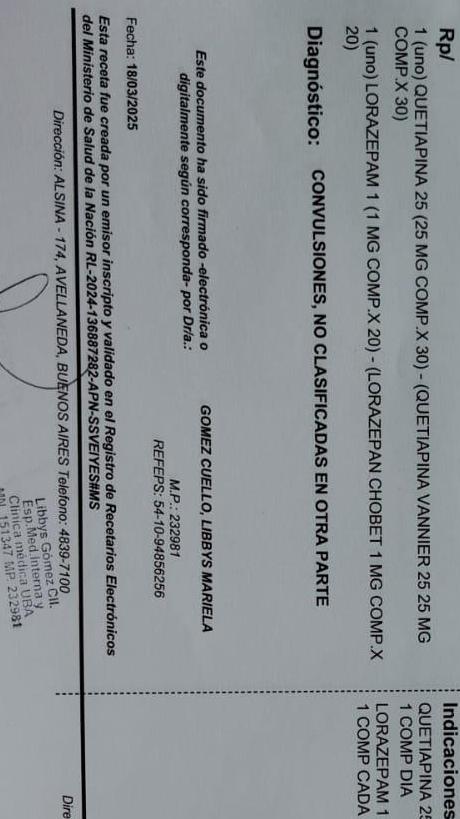 Rp/
1 (uno) QUETIAPINA 25 (25 MG COMP.X 30) - (QUETIAPINA VANNIER 25 25 MG
COMP.X 30)
1 (uno) LORAZEPAM 1 (1 MG COMP.X 20) - (LORAZEPAN CHOBET 1 MG COMP.X
20)
Diagnóstico: CONVULSIONES, NO CLASIFICADAS EN OTRA PARTE
Este documento ha sido firmado -electrónica o
digitalmente según corresponda- por Dr/a.:
GOMEZ CUELLO, LIBBYS MARIELA
M.P.: 232981
REFEPS: 54-10-94856256
Fecha: 18/03/2025
Esta receta fue creada por un emisor inscripto y validado en el Registro de Recetarios Electrónicos
del Ministerio de Salud de la Nación RL-2024-136887282-APN-SSVEIYES#MS
Dirección: ALSINA - 174, AVELLANEDA, BUENOS AIRES Telefono: 4839-7100
Libbys Gómez Cll.
Esp.Med.Interna y
Clínica médica UBA
MN. 151347 MP. 232981
Indicaciones
QUETIAPINA 25
1 COMP DIA
LORAZEPAM 1
1 COMP CADA
Dire